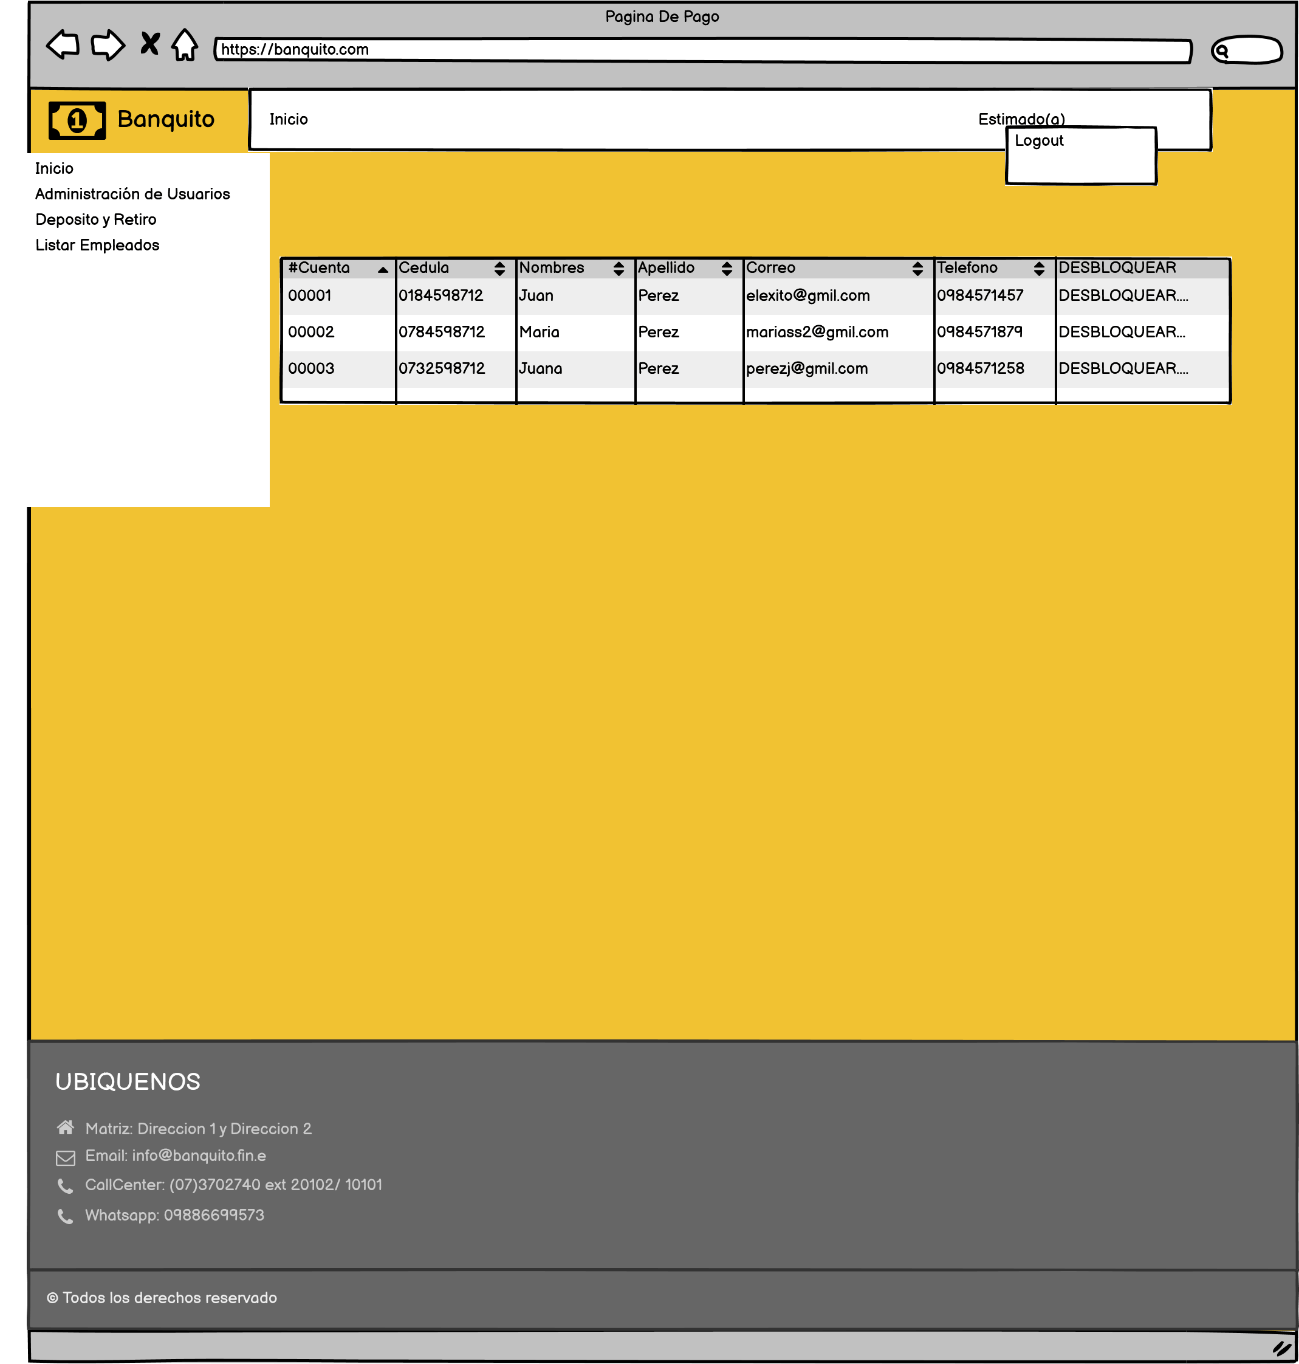 Pagina De Pago
https://banquito.com
1 Banquito
Inicio
Estimado(a)
Logout
Inicio
Administración de Usuarios
Deposito y Retiro
Listar Empleados
#Cuenta Cedula Nombres Apellido Correo Telefono DESBLOQUEAR
00001 0184598712 Juan Perez elexito@gmil.com 0984571457 DESBLOQUEAR....
00002 0784598712 Maria Perez mariass2@gmil.com 0984571879 DESBLOQUEAR...
00003 0732598712 Juana Perez perezj@gmil.com 0984571258 DESBLOQUEAR....
UBIQUENOS
Matriz: Direccion 1 y Direccion 2
Email: info@banquito.fin.e
CallCenter: (07)3702740 ext 20102/ 10101
Whatsapp: 09886699573
© Todos los derechos reservado